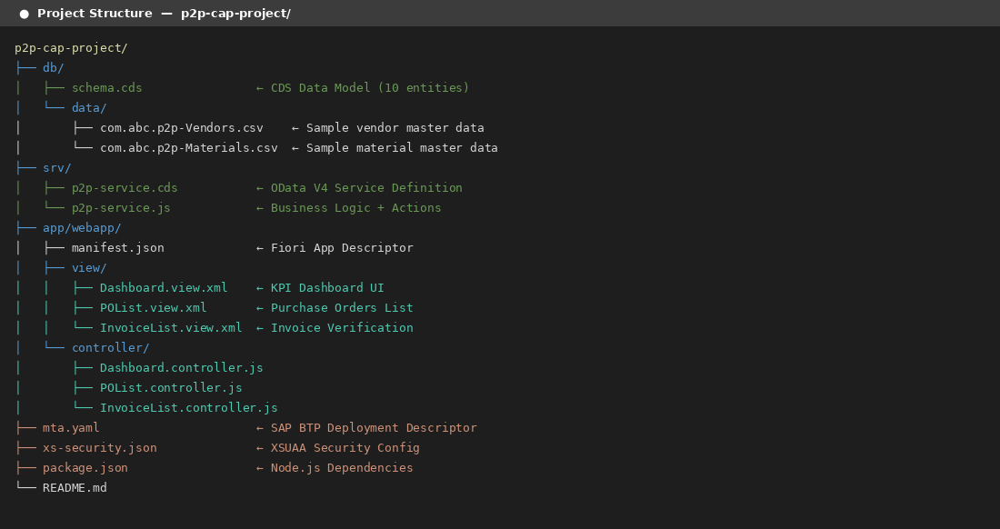 ● Project Structure — p2p-cap-project/
p2p-cap-project/
├── db/
│   ├── schema.cds                ← CDS Data Model (10 entities)
│   └── data/
│       ├── com.abc.p2p-Vendors.csv    ← Sample vendor master data
│       └── com.abc.p2p-Materials.csv  ← Sample material master data
├── srv/
│   ├── p2p-service.cds           ← OData V4 Service Definition
│   └── p2p-service.js            ← Business Logic + Actions
├── app/webapp/
│   ├── manifest.json             ← Fiori App Descriptor
│   ├── view/
│   │   ├── Dashboard.view.xml    ← KPI Dashboard UI
│   │   ├── POList.view.xml       ← Purchase Orders List
│   │   └── InvoiceList.view.xml  ← Invoice Verification
│   └── controller/
│       ├── Dashboard.controller.js
│       ├── POList.controller.js
│       └── InvoiceList.controller.js
├── mta.yaml                      ← SAP BTP Deployment Descriptor
├── xs-security.json              ← XSUAA Security Config
├── package.json                  ← Node.js Dependencies
└── README.md